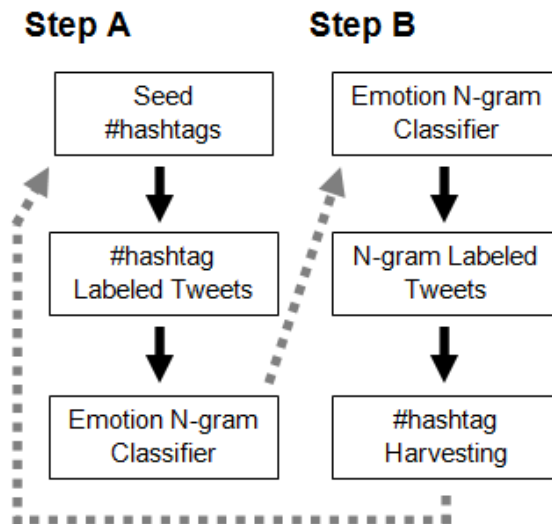 Step A
Seed
#hashtags
#hashtag
Labeled Tweets
Emotion N-gram
Classifier
Step B
Emotion N-gram
Classifier
N-gram Labeled
Tweets
#hashtag
Harvesting